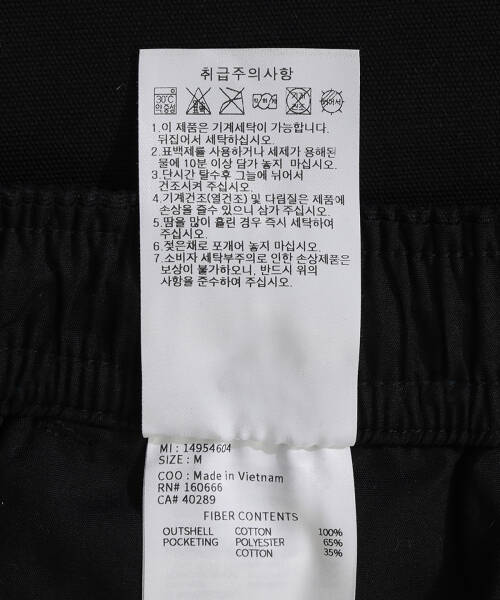 취급주의사항
30℃
약 중성
약하게
1.이 제품은 기계세탁이 가능합니다.
뒤집어서 세탁하십시오.
2.표백제를 사용하거나 세제가 용해된
물에 10분 이상 담가 놓지 마십시오.
3.단시간 탈수후 그늘에 뉘어서
건조시켜 주십시오.
4.기계건조(열건조) 및 다림질은 제품에
손상을 줄수 있으니 삼가 주십시오.
5.땀을 많이 흘린 경우 즉시 세탁하여
주십시오.
6.젖은채로 포개어 놓지 마십시오.
7.소비자 세탁부주의로 인한 손상제품은
보상이 불가하오니, 반드시 위의
사항을 준수하여 주십시오.
MI : 14954604
SIZE : M
COO : Made in Vietnam
RN# 160666
CA# 40289
FIBER CONTENTS
OUTSHELL COTTON 100%
POCKETING POLYESTER 65%
COTTON 35%